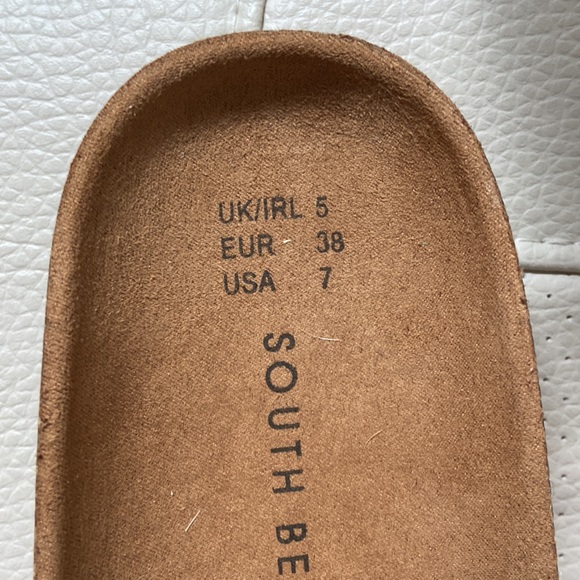 UK/IRL 5
EUR 38
USA 7
SOUTH BE